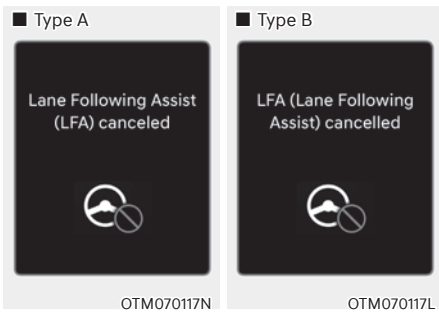 ■ Type A
Lane Following Assist
(LFA) canceled
OTM070117N
■ Type B
LFA (Lane Following
Assist) cancelled
OTM070117L